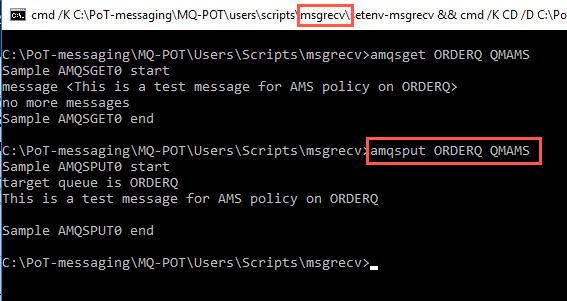 cmd /K C:\PoT-messaging\MQ-POT\users\scripts\msgrecv\setenv-msgrecv && cmd /K CD /D C:\Po
C:\PoT-messaging\MQ-POT\Users\Scripts\msgrecv>amqsget ORDERQ QMAMS
Sample AMQSGET0 start
message <This is a test message for AMS policy on ORDERQ>
no more messages
Sample AMQSGET0 end
C:\PoT-messaging\MQ-POT\Users\Scripts\msgrecv>amqsput ORDERQ QMAMS
Sample AMQSPUT0 start
target queue is ORDERQ
This is a test message for AMS policy on ORDERQ
Sample AMQSPUT0 end
C:\PoT-messaging\MQ-POT\Users\Scripts\msgrecv>